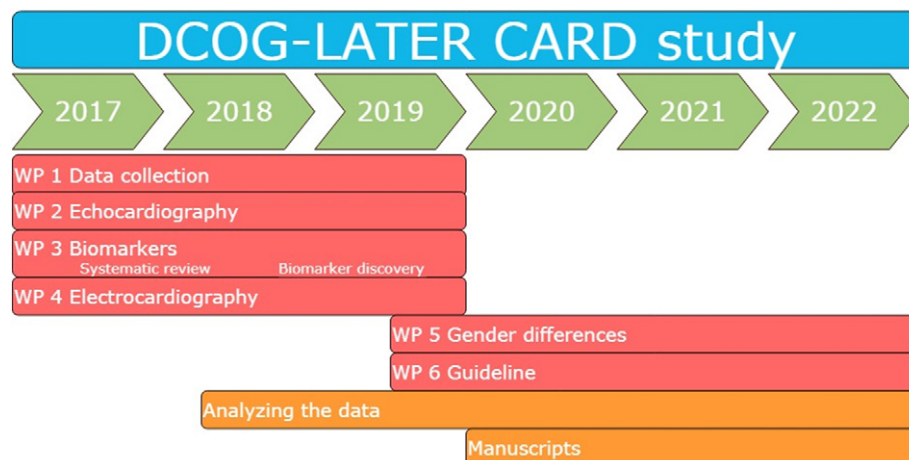 DCOG-LATER CARD study
2017 2018 2019 2020 2021 2022
WP 1 Data collection
WP 2 Echocardiography
WP 3 Biomarkers
Systematic review Biomarker discovery
WP 4 Electrocardiography
WP 5 Gender differences
WP 6 Guideline
Analyzing the data
Manuscripts